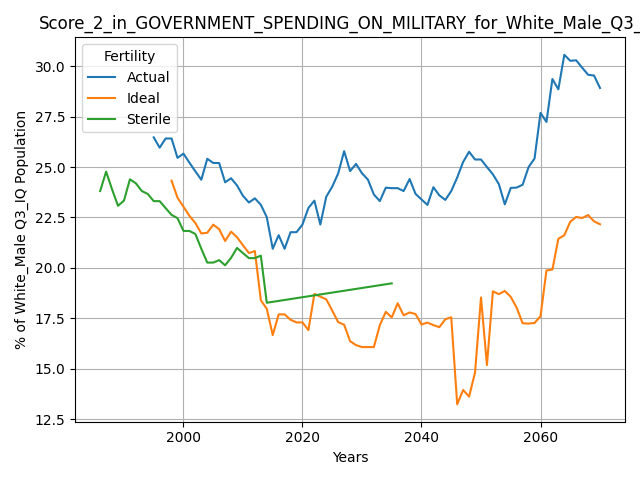 Score_2_in_GOVERNMENT_SPENDING_ON_MILITARY_for_White_Male_Q3_
Fertility
Actual
Ideal
Sterile
% of White_Male Q3_IQ Population
30.0
27.5
25.0
22.5
20.0
17.5
15.0
12.5
2000
2020
2040
2060
Years